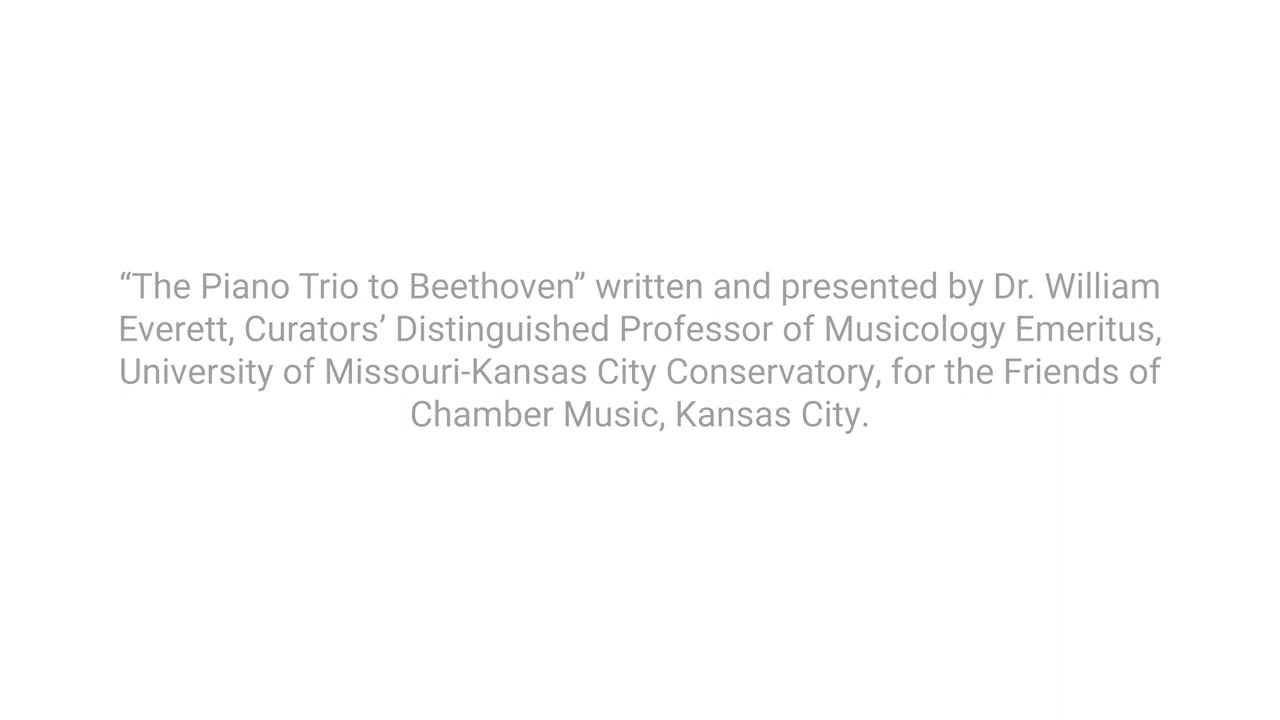 “The Piano Trio to Beethoven” written and presented by Dr. William
Everett, Curators’ Distinguished Professor of Musicology Emeritus,
University of Missouri-Kansas City Conservatory, for the Friends of
Chamber Music, Kansas City.